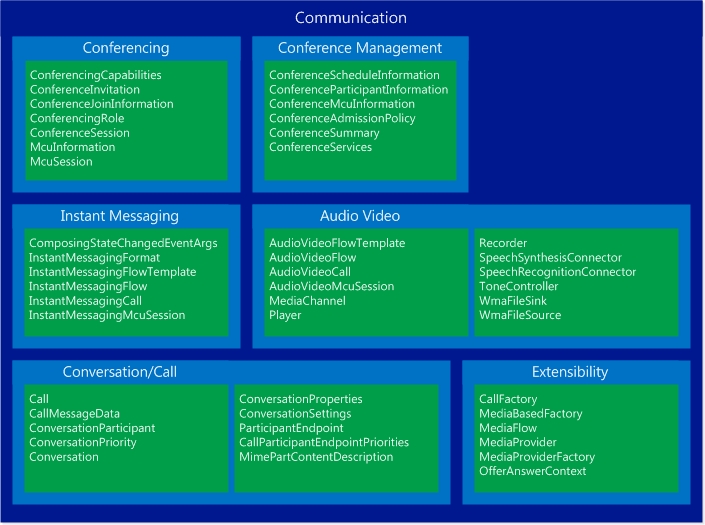 Communication
Conferencing
ConferencingCapabilities
ConferenceInvitation
ConferenceJoinInformation
ConferencingRole
ConferenceSession
McuInformation
McuSession
Conference Management
ConferenceScheduleInformation
ConferenceParticipantInformation
ConferenceMcuInformation
ConferenceAdmissionPolicy
ConferenceSummary
ConferenceServices
Instant Messaging
ComposingStateChangedEventArgs
InstantMessagingFormat
InstantMessagingFlowTemplate
InstantMessagingFlow
InstantMessagingCall
InstantMessagingMcuSession
Audio Video
AudioVideoFlowTemplate
AudioVideoFlow
AudioVideoCall
AudioVideoMcuSession
MediaChannel
Player
Recorder
SpeechSynthesisConnector
SpeechRecognitionConnector
ToneController
WmaFileSink
WmaFileSource
Conversation/Call
Call
CallMessageData
ConversationParticipant
ConversationPriority
Conversation
ConversationProperties
ConversationSettings
ParticipantEndpoint
CallParticipantEndpointPriorities
MimePartContentDescription
Extensibility
CallFactory
MediaBasedFactory
MediaFlow
MediaProvider
MediaProviderFactory
OfferAnswerContext